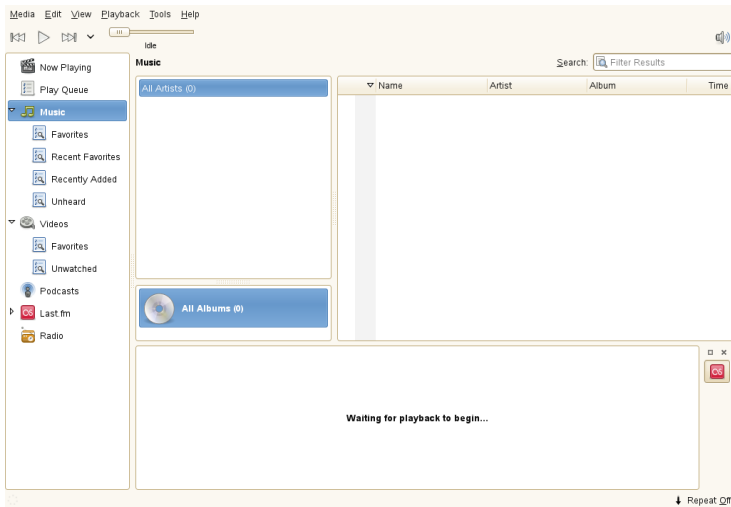 Media Edit View Playback Tools Help
Idle
Now Playing
Play Queue
Music
Favorites
Recent Favorites
Recently Added
Unheard
Videos
Favorites
Unwatched
Podcasts
Last.fm
Radio
Music
Search: Filter Results
All Artists (0)
Name Artist Album Time
All Albums (0)
Waiting for playback to begin...
Repeat Off